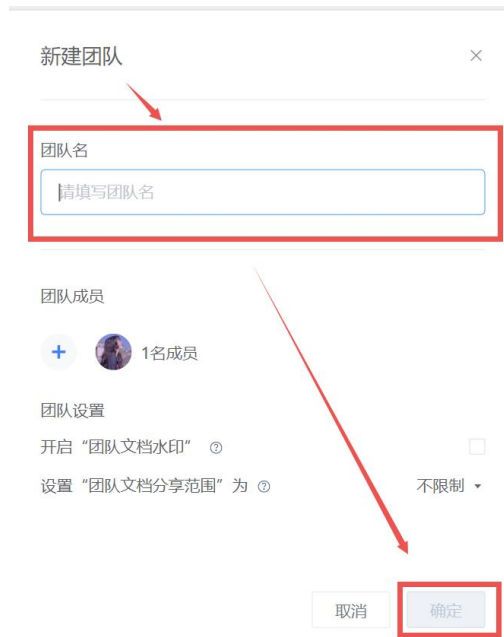 新建团队
团队名
请填写团队名
团队成员
1名成员
团队设置
开启“团队文档水印”
设置“团队文档分享范围”为
不限制
取消
确定